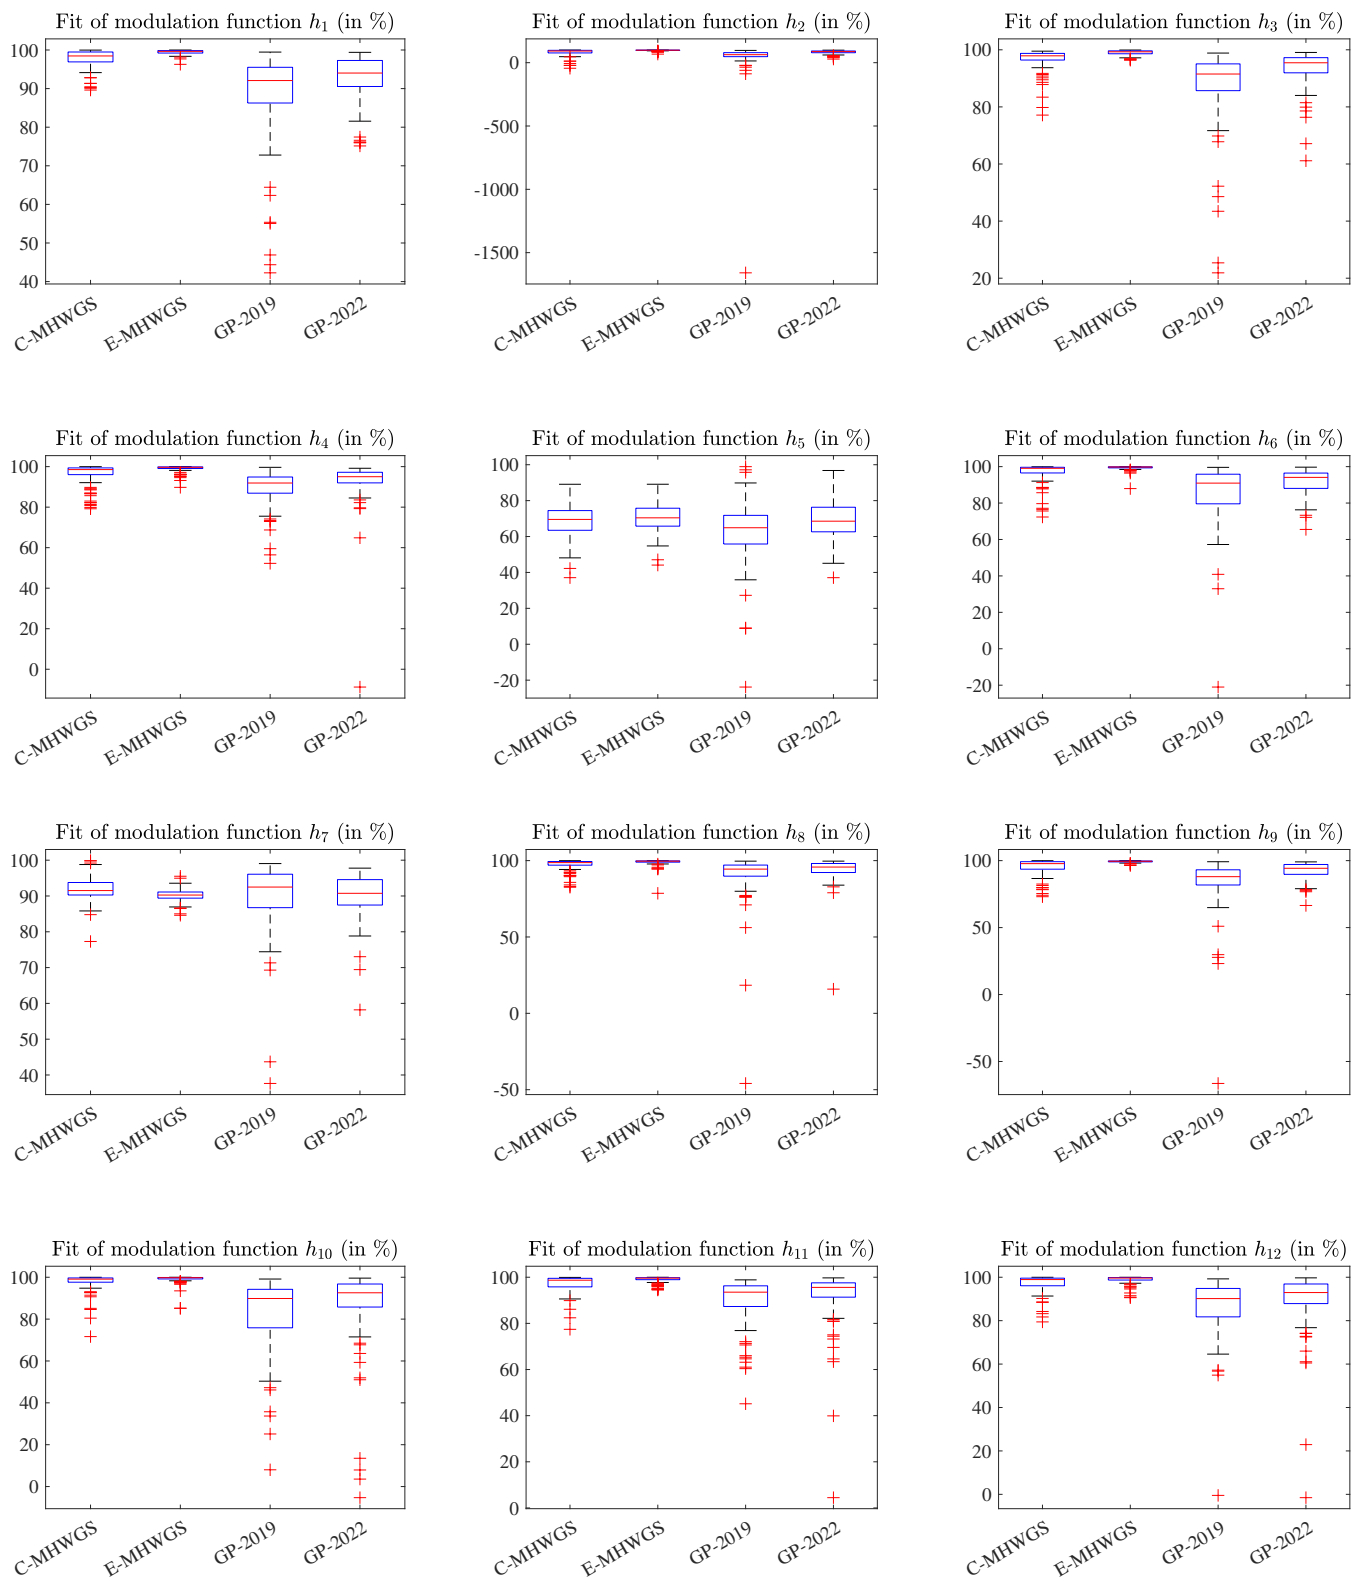 Fit of modulation function h₁ (in %)
100
90
80
70
60
50
40
C-MHWGS
E-MHWGS
GP-2019
GP-2022
Fit of modulation function h₂ (in %)
0
-500
-1000
-1500
C-MHWGS
E-MHWGS
GP-2019
GP-2022
Fit of modulation function h₃ (in %)
100
80
60
40
20
C-MHWGS
E-MHWGS
GP-2019
GP-2022
Fit of modulation function h₄ (in %)
100
80
60
40
20
0
C-MHWGS
E-MHWGS
GP-2019
GP-2022
Fit of modulation function h₅ (in %)
100
80
60
40
20
0
-20
C-MHWGS
E-MHWGS
GP-2019
GP-2022
Fit of modulation function h₆ (in %)
100
80
60
40
20
0
-20
C-MHWGS
E-MHWGS
GP-2019
GP-2022
Fit of modulation function h₇ (in %)
100
90
80
70
60
50
40
C-MHWGS
E-MHWGS
GP-2019
GP-2022
Fit of modulation function h₈ (in %)
100
50
0
-50
C-MHWGS
E-MHWGS
GP-2019
GP-2022
Fit of modulation function h₉ (in %)
100
50
0
-50
C-MHWGS
E-MHWGS
GP-2019
GP-2022
Fit of modulation function h₁₀ (in %)
100
80
60
40
20
0
C-MHWGS
E-MHWGS
GP-2019
GP-2022
Fit of modulation function h₁₁ (in %)
100
80
60
40
20
0
C-MHWGS
E-MHWGS
GP-2019
GP-2022
Fit of modulation function h₁₂ (in %)
100
80
60
40
20
0
C-MHWGS
E-MHWGS
GP-2019
GP-2022